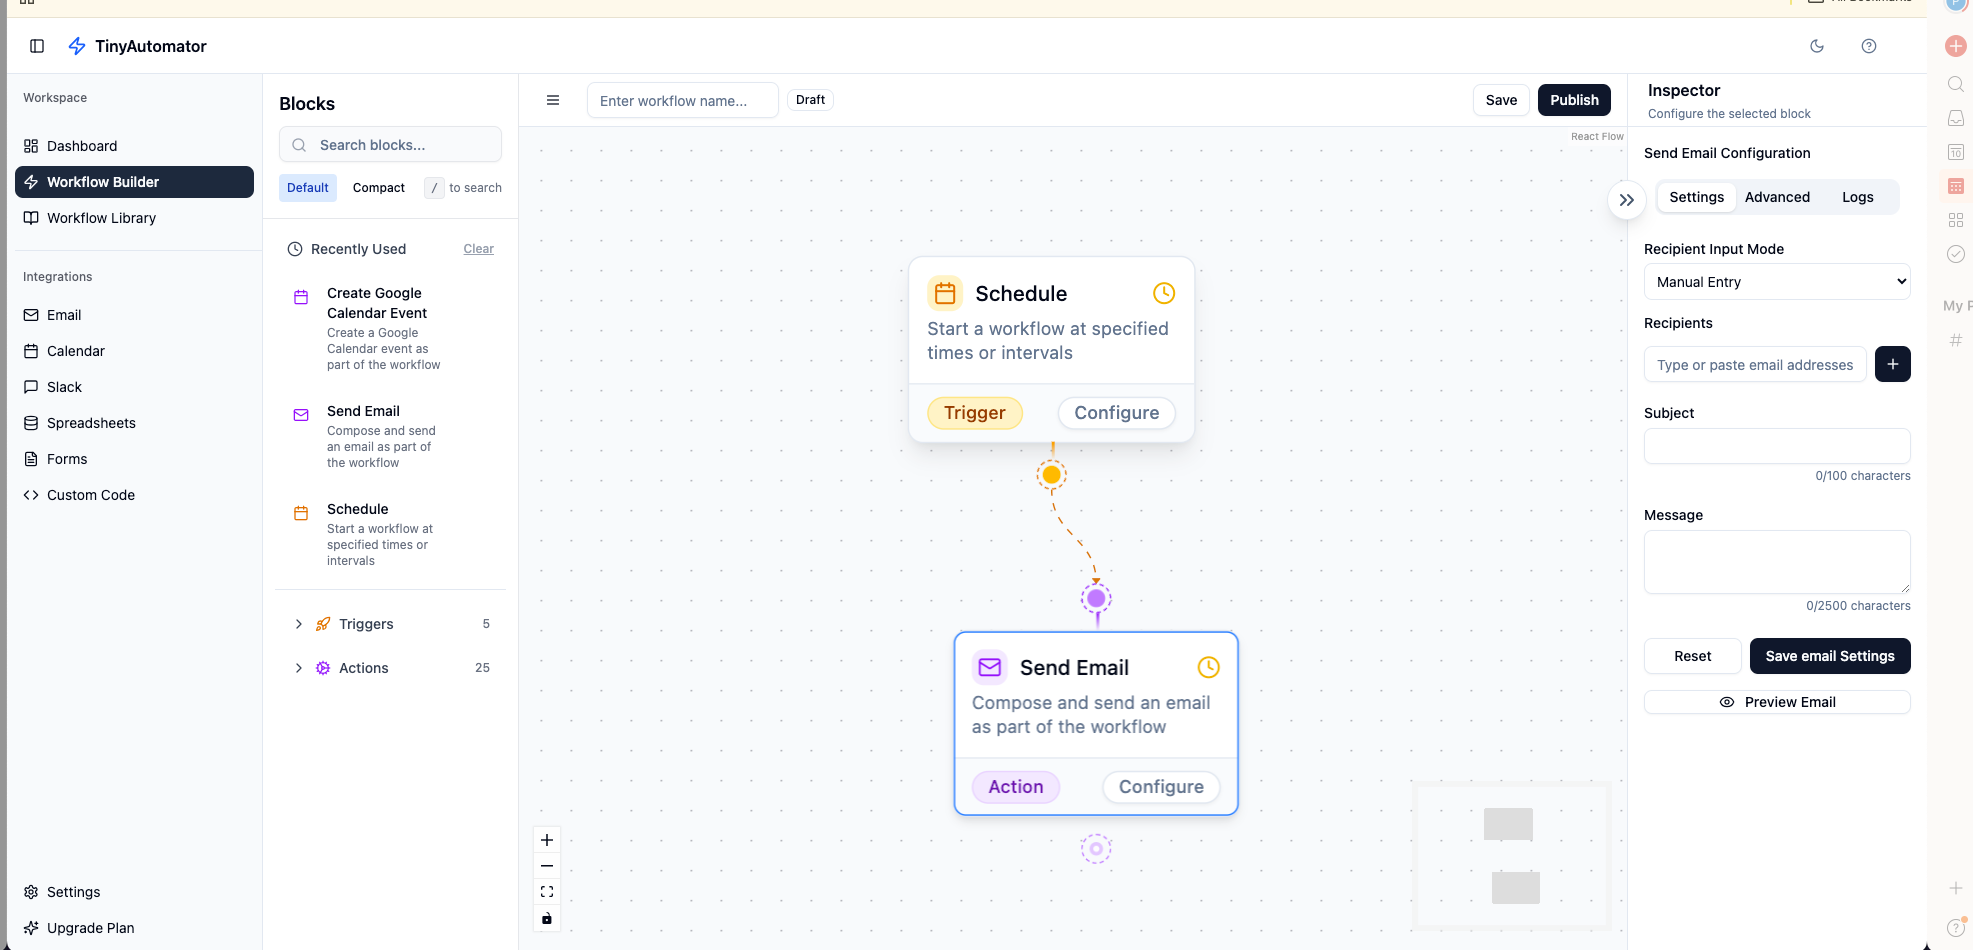 TinyAutomator
Workspace
Dashboard
Workflow Builder
Workflow Library
Integrations
Email
Calendar
Slack
Spreadsheets
Forms
Custom Code
Settings
Upgrade Plan
Blocks
Search blocks...
Default
Compact
/ to search
Recently Used
Clear
Create Google
Calendar Event
Create a Google
Calendar event as
part of the workflow
Send Email
Compose and send
an email as part of
the workflow
Schedule
Start a workflow at
specified times or
intervals
Triggers
5
Actions
25
Enter workflow name...
Draft
Save
Publish
React Flow
Schedule
Start a workflow at specified
times or intervals
Trigger
Configure
Send Email
Compose and send an email
as part of the workflow
Action
Configure
Inspector
Configure the selected block
Send Email Configuration
Settings
Advanced
Logs
Recipient Input Mode
Manual Entry
Recipients
Type or paste email addresses
+
Subject
0/100 characters
Message
0/2500 characters
Reset
Save email Settings
Preview Email
10
My P
#